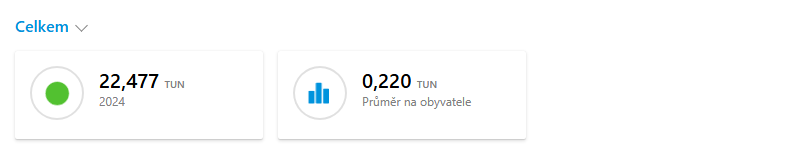 Celkem
22,477 TUN
2024
0,220 TUN
Průměr na obyvatele